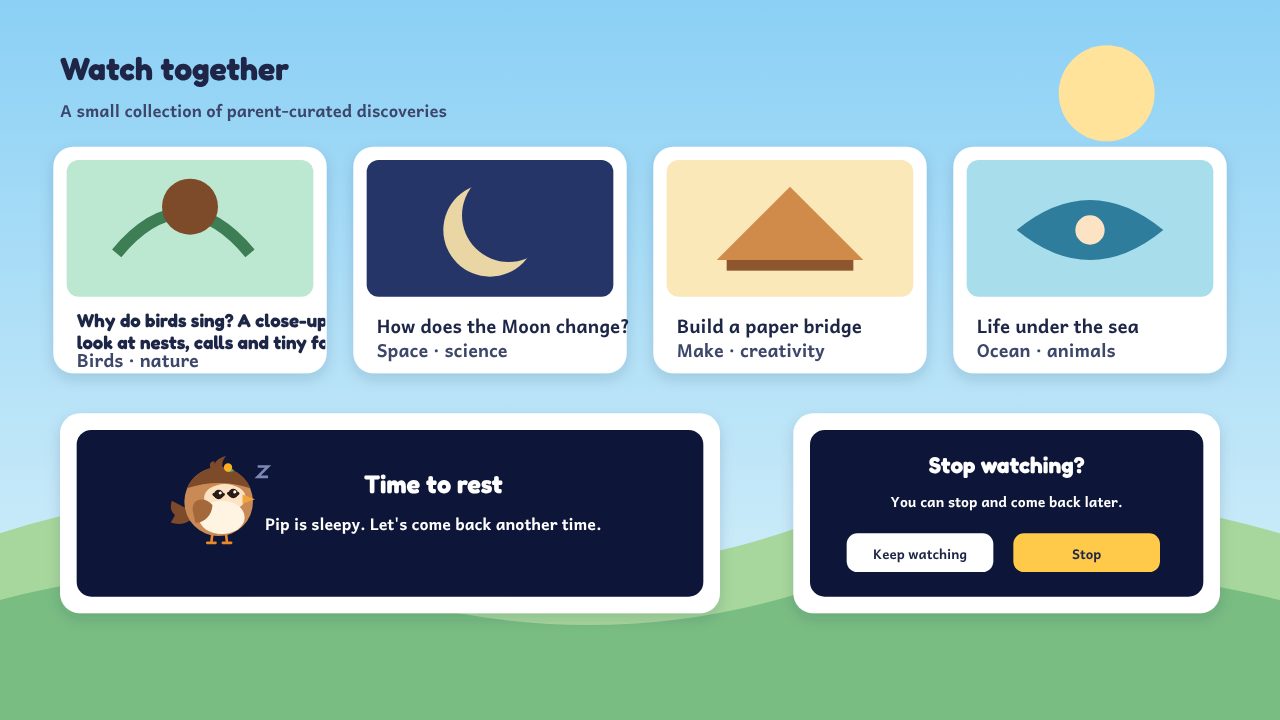 Watch together
A small collection of parent-curated discoveries
Why do birds sing? A close-up
look at nests, calls and tiny
Birds · nature
How does the Moon change?
Space · science
Build a paper bridge
Make · creativity
Life under the sea
Ocean · animals
Z
Time to rest
Pip is sleepy. Let's come back another time.
Stop watching?
You can stop and come back later.
Keep watching
Stop